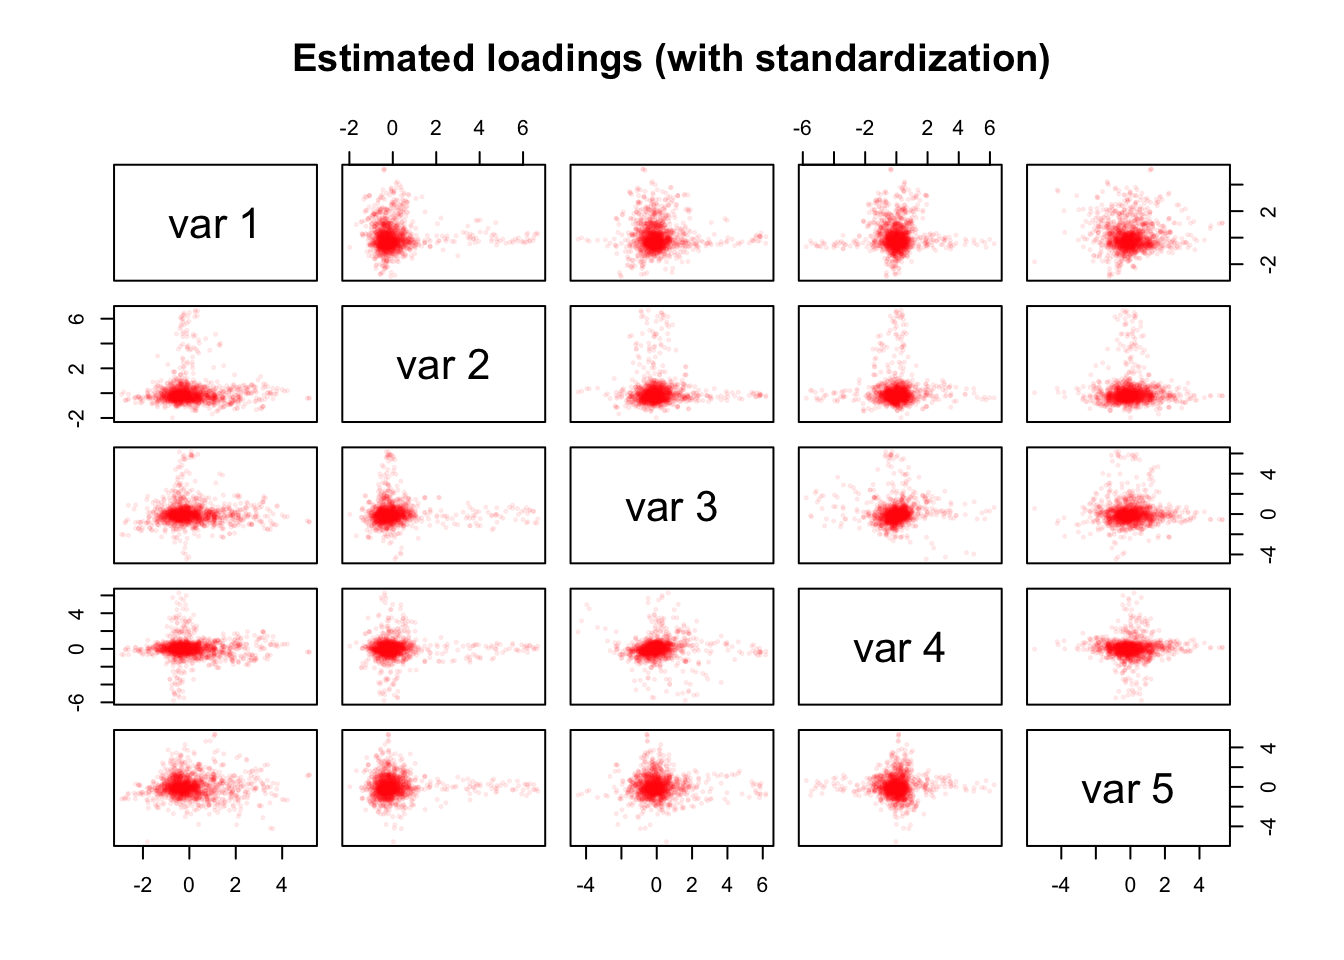 Estimated loadings (with standardization)
-2 0 2 4 6
-6 -2 0 2 4 6
var 1
2
-2
6
2
-2
var 2
var 3
4
0
-4
4
0
-6
var 4
var 5
4
0
-4
-2 0 2 4
-4 0 2 4 6
-4 0 2 4